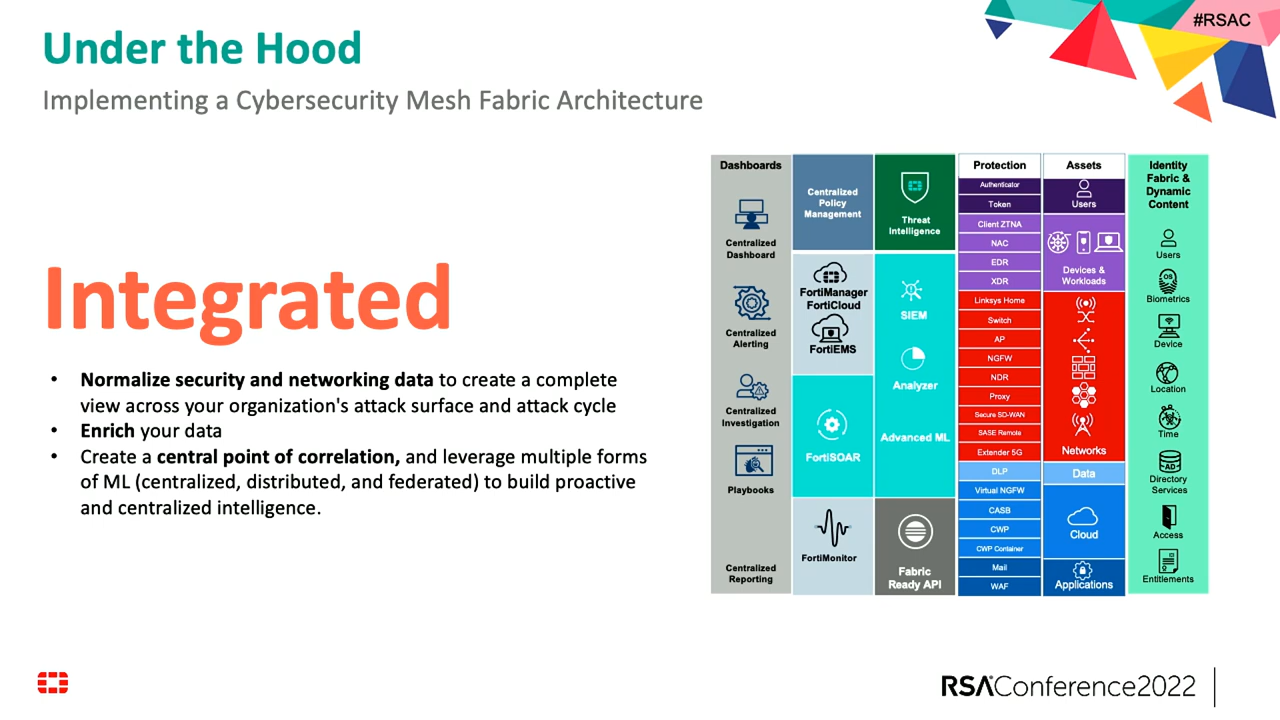 #RSAC
Under the Hood
Implementing a Cybersecurity Mesh Fabric Architecture
Integrated
• Normalize security and networking data to create a complete
view across your organization's attack surface and attack cycle
• Enrich your data
• Create a central point of correlation, and leverage multiple forms
of ML (centralized, distributed, and federated) to build proactive
and centralized intelligence.
Dashboards
Centralized
Dashboard
Centralized
Alerting
Centralized
Investigation
Playbooks
Centralized
Reporting
Centralized
Policy
Management
FortiManager
FortiCloud
FortiEMS
FortiSOAR
FortiMonitor
Threat
Intelligence
SIEM
Analyzer
Advanced ML
Fabric
Ready API
Protection
Authenticator
Token
Client ZTNA
NAC
EDR
XDR
Linksys Home
Switch
AP
NGFW
NDR
Proxy
Secure SD-WAN
SASE Remote
Extender 5G
DLP
Virtual NGFW
CASB
CWP
CWP Container
Mail
WAF
Assets
Users
Devices &
Workloads
Networks
Data
Cloud
Applications
Identity
Fabric &
Dynamic
Content
Users
OS
Biometrics
Device
Location
Time
AD
Directory
Services
Access
Entitlements
RSAConference2022